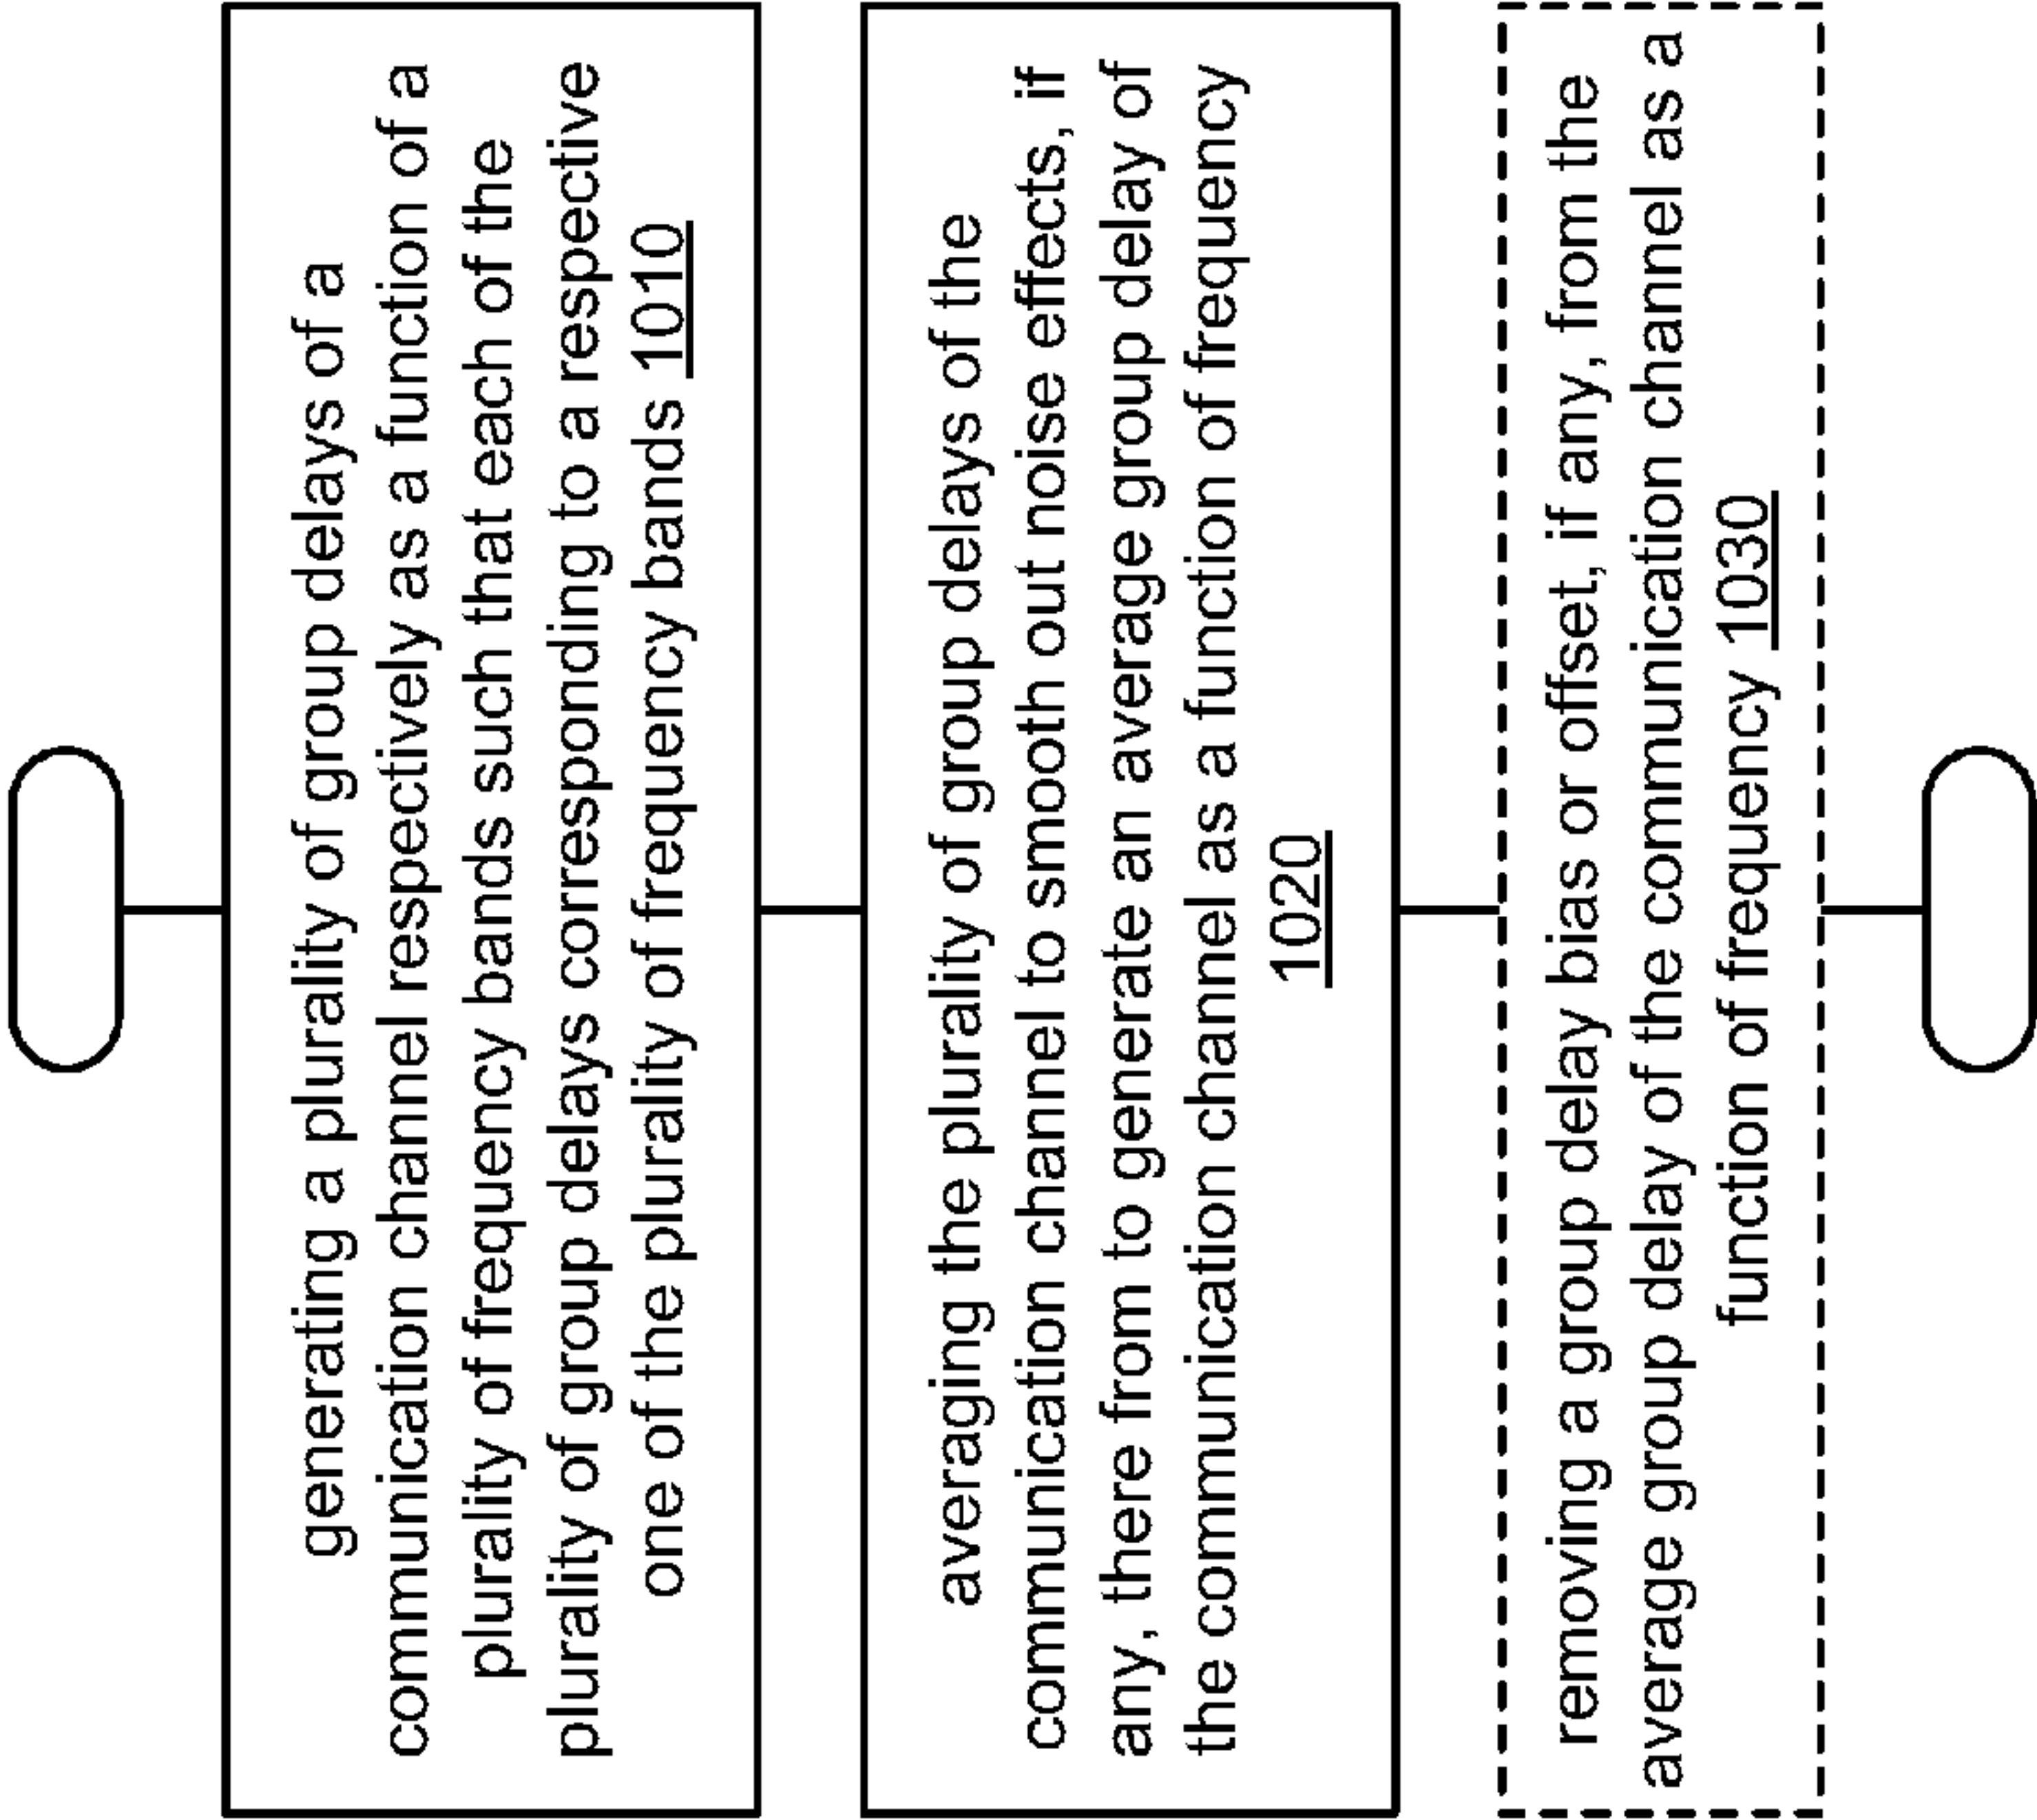 generating a plurality of group delays of a
communication channel respectively as a function of a
plurality of frequency bands such that each of the
plurality of group delays corresponding to a respective
one of the plurality of frequency bands 1010
averaging the plurality of group delays of the
communication channel to smooth out noise effects, if
any, there from to generate an average group delay of
the communication channel as a function of frequency
1020
removing a group delay bias or offset, if any, from the
average group delay of the communication channel as a
function of frequency 1030